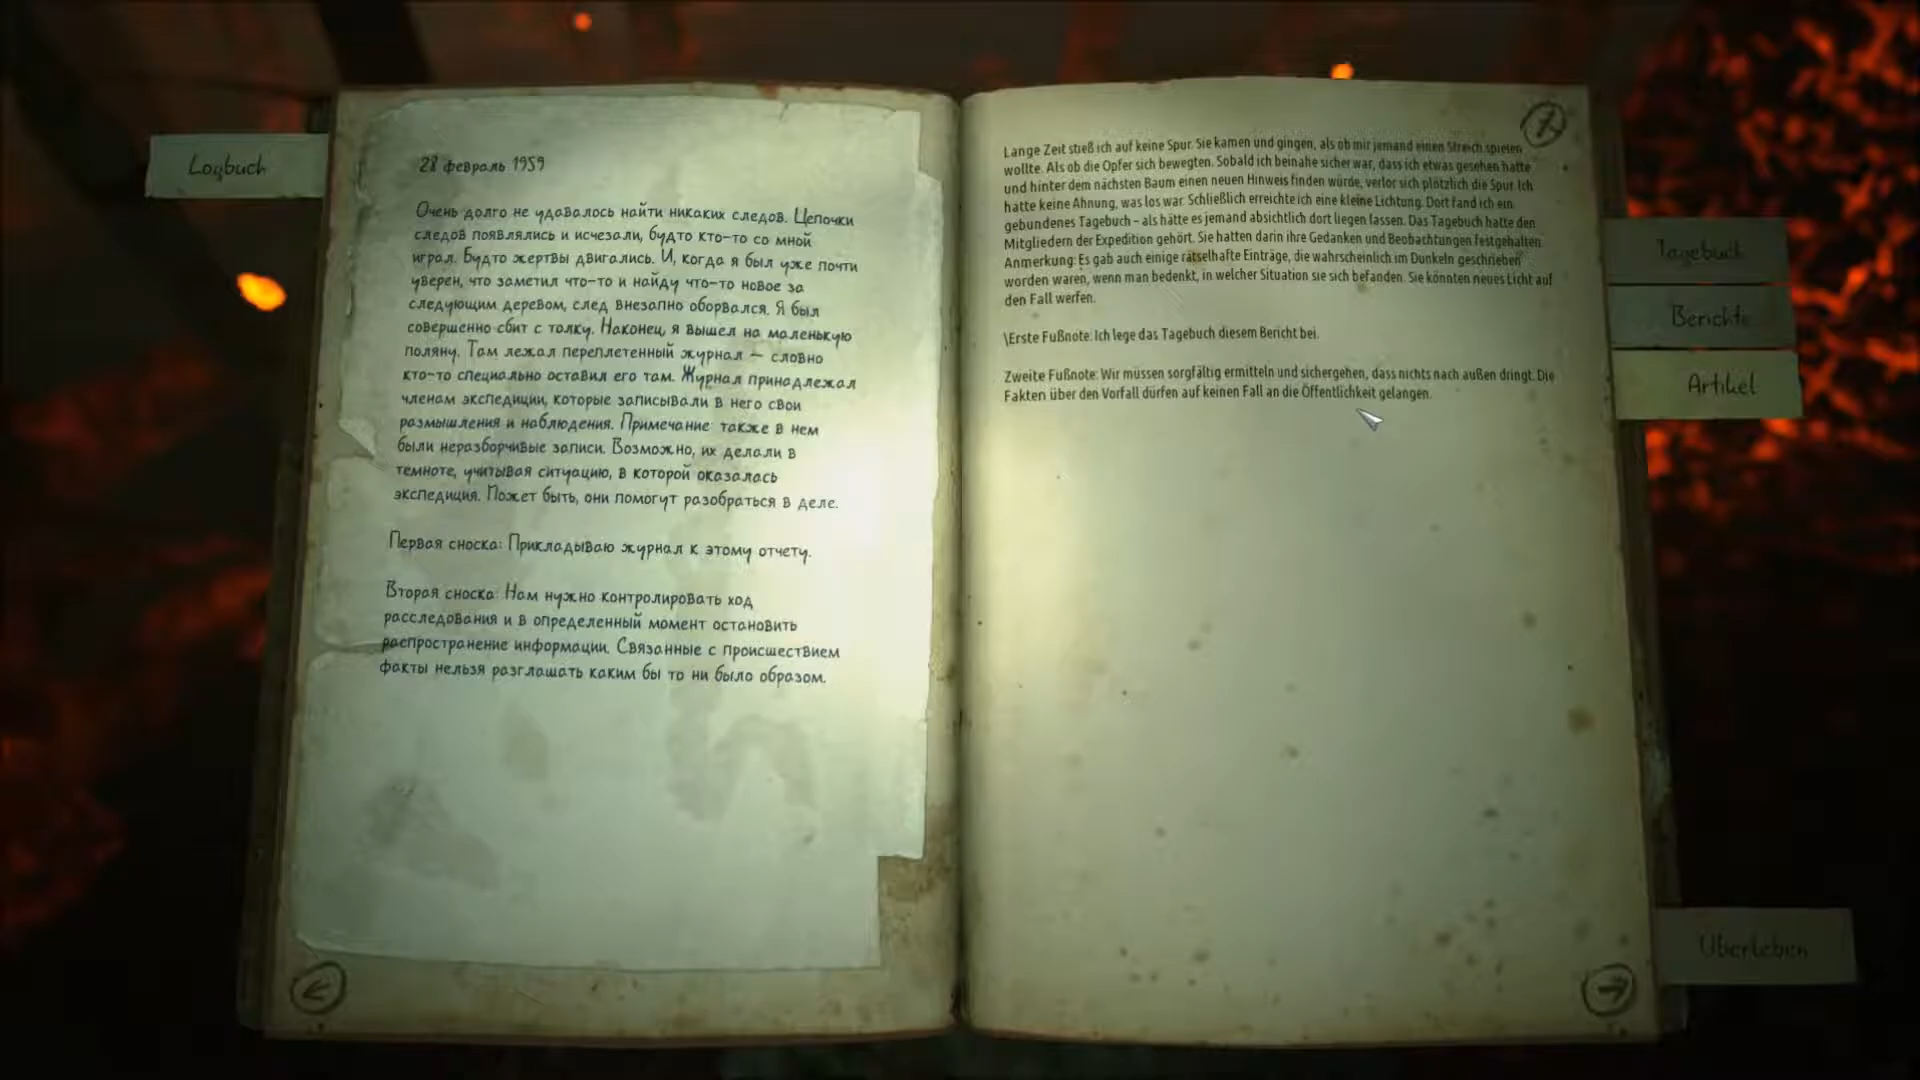 Logbuch
28 февраль 1959
Очень долго не удавалось найти никаких следов. Цепочки
следов появлялись и исчезали, будто кто-то со мной
играл. Будто жертвы двигались. И, когда я был уже почти
уверен, что заметил что-то и найду что-то новое за
следующим деревом, след внезапно оборвался. Я был
совершенно сбит с толку. Наконец, я вышел на маленькую
поляну. Там лежал переплетенный журнал – словно
кто-то специально оставил его там. Журнал принадлежал
членам экспедиции, которые записывали в него свои
размышления и наблюдения. Примечание: также в нем
были неразборчивые записи. Возможно, их делали в
темноте, учитывая ситуацию, в которой оказалась
экспедиция. Может быть, они помогут разобраться в деле.
Первая сноска: Прикладываю журнал к этому отчету.
Вторая сноска: Нам нужно контролировать ход
расследования и в определенный момент остановить
распространение информации. Связанные с происшествием
факты нельзя разглашать каким бы то ни было образом.
Lange Zeit stieß ich auf keine Spur. Sie kamen und gingen, als ob mir jemand einen Streich spielen
wollte. Als ob die Opfer sich bewegten. Sobald ich beinahe sicher war, dass ich etwas gesehen hatte
und hinter dem nächsten Baum einen neuen Hinweis finden würde, verlor sich plötzlich die Spur. Ich
hatte keine Ahnung, was los war. Schließlich erreichte ich eine kleine Lichtung. Dort fand ich ein
gebundenes Tagebuch – als hätte es jemand absichtlich dort liegen lassen. Das Tagebuch hatte den
Mitgliedern der Expedition gehört. Sie hatten darin ihre Gedanken und Beobachtungen festgehalten.
Anmerkung: Es gab auch einige rätselhafte Einträge, die wahrscheinlich im Dunkeln geschrieben
worden waren, wenn man bedenkt, in welcher Situation sie sich befanden. Sie könnten neues Licht auf
den Fall werfen.
\Erste Fußnote: Ich lege das Tagebuch diesem Bericht bei.
Zweite Fußnote: Wir müssen sorgfältig ermitteln und sichergehen, dass nichts nach außen dringt. Die
Fakten über den Vorfall dürfen auf keinen Fall an die Öffentlichkeit gelangen.
Tagebuch
Berichte
Artikel
Überleben